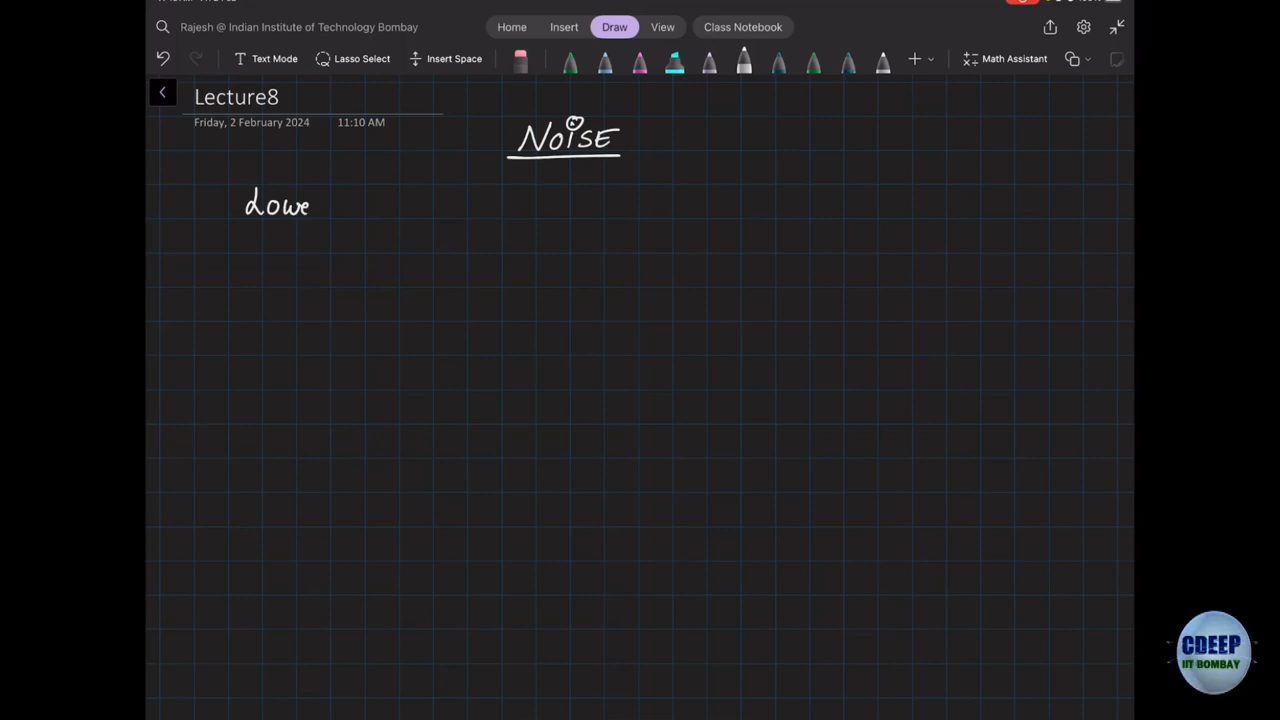 Rajesh @ Indian Institute of Technology Bombay
Home Insert Draw View Class Notebook
Text Mode Lasso Select Insert Space Math Assistant
Lecture8
Friday, 2 February 2024 11:10 AM
NOiSE
Lowe
CDEEP
IIT BOMBAY